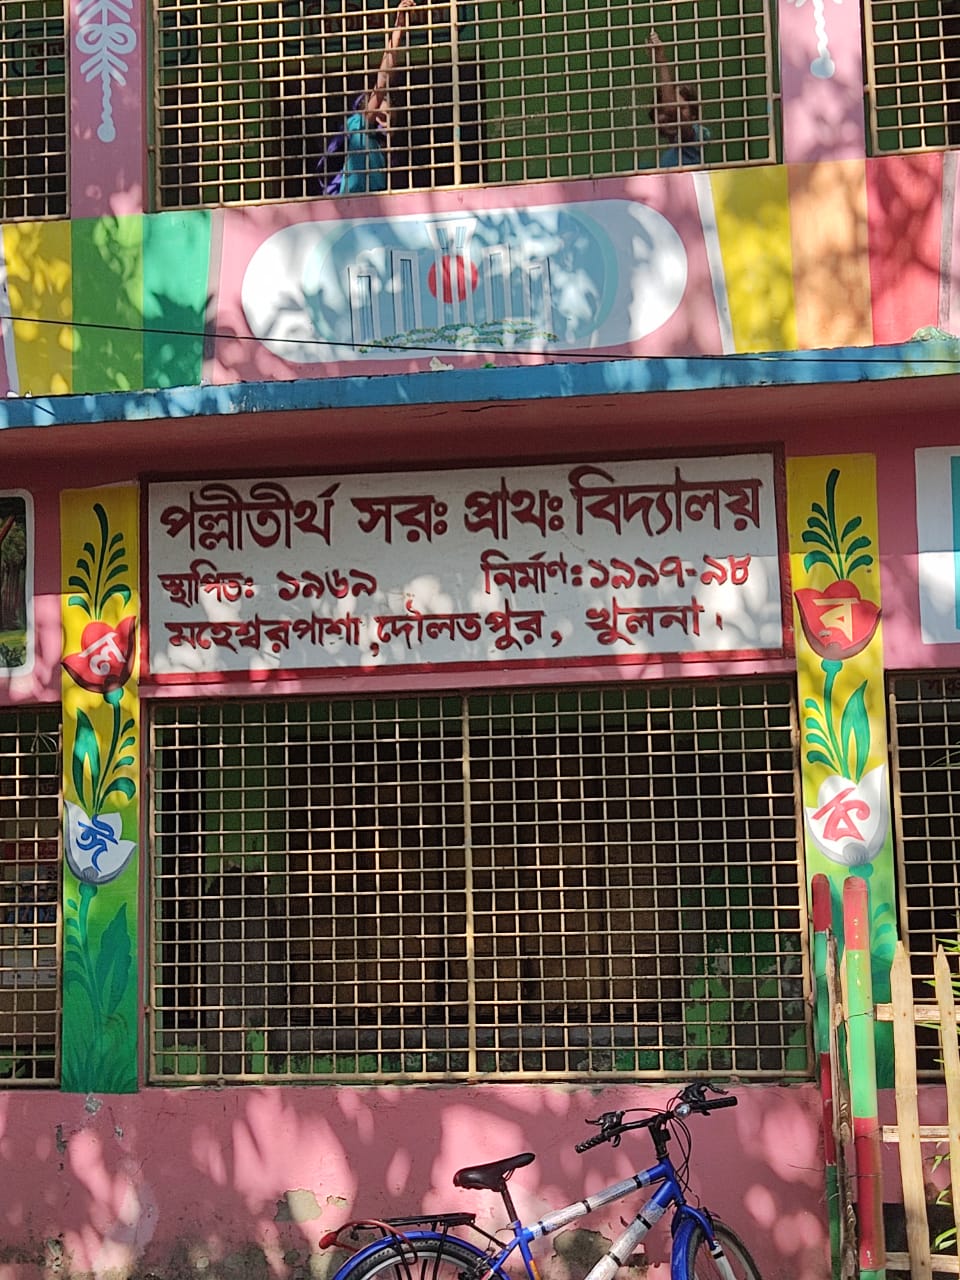 পল্লীতীর্থ সরঃ প্রাথঃ বিদ্যালয়
স্থাপিতঃ ১৯৬৯ নির্মাণঃ ১৯৯৭-৯৮
মহেশ্বরপাশা, দৌলতপুর, খুলনা।
ল
ব
ঈ
ক